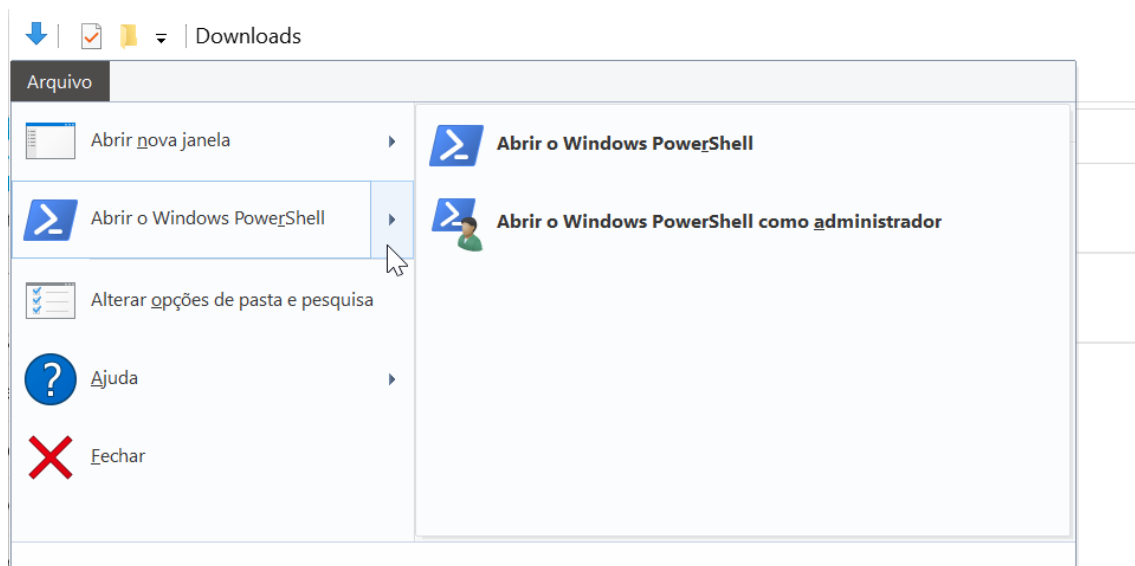 Downloads
Arquivo
Abrir nova janela
Abrir o Windows PowerShell
Alterar opções de pasta e pesquisa
Ajuda
Fechar
Abrir o Windows PowerShell
Abrir o Windows PowerShell como administrador